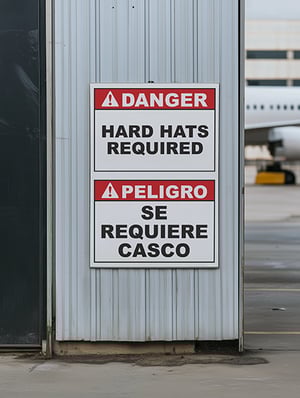 DANGER
HARD HATS
REQUIRED
PELIGRO
SE
REQUIERE
CASCO